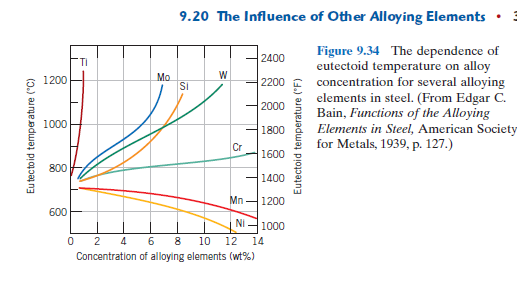 9.20 The Influence of Other Alloying Elements •
Figure 9.34 The dependence of
eutectoid temperature on alloy
concentration for several alloying
elements in steel. (From Edgar C.
Bain, Functions of the Alloying
Elements in Steel, American Society
for Metals, 1939, p. 127.)
Eutectoid temperature (°C)
1200
1000
800
600
Ti
Mo
Si
W
Cr
Mn
Ni
2400
2200
2000
1800
1600
1400
1200
1000
Eutectoid temperature (°F)
0 2 4 6 8 10 12 14
Concentration of alloying elements (wt%)